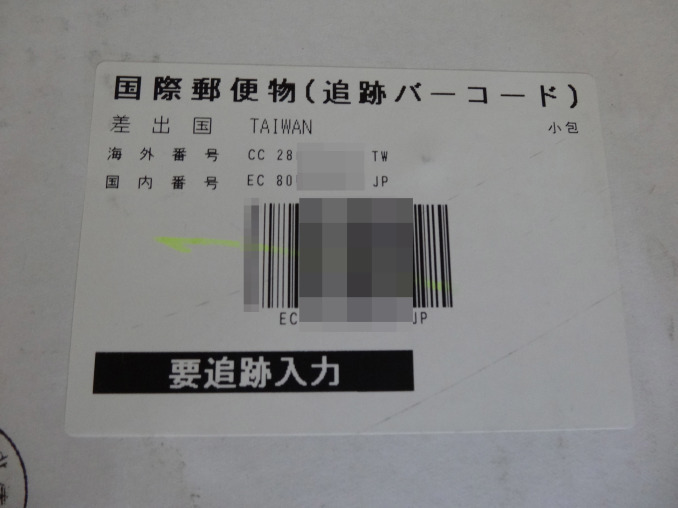 国際郵便物(追跡バーコード)
差出国 TAIWAN 小包
海外番号 CC 28 TW
国内番号 EC 80 JP
EC JP
要追跡入力